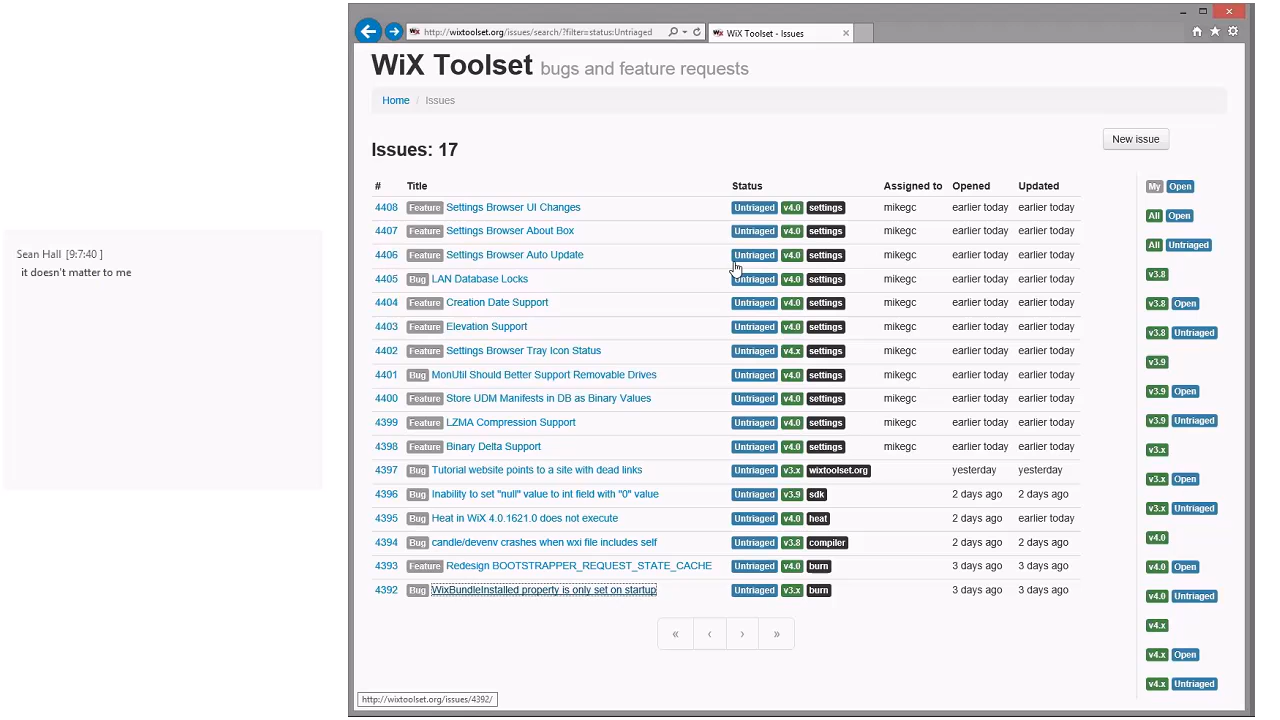 Sean Hall [9:7:40 ]
it doesn't matter to me
http://wixtoolset.org/issues/search/?filter=status:Untriaged
WiX Toolset - Issues
WiX Toolset bugs and feature requests
Home / Issues
Issues: 17
New issue
# Title Status Assigned to Opened Updated
4408 Feature Settings Browser UI Changes Untriaged v4.0 settings mikegc earlier today earlier today
4407 Feature Settings Browser About Box Untriaged v4.0 settings mikegc earlier today earlier today
4406 Feature Settings Browser Auto Update Untriaged v4.0 settings mikegc earlier today earlier today
4405 Bug LAN Database Locks Untriaged v4.0 settings mikegc earlier today earlier today
4404 Feature Creation Date Support Untriaged v4.0 settings mikegc earlier today earlier today
4403 Feature Elevation Support Untriaged v4.0 settings mikegc earlier today earlier today
4402 Feature Settings Browser Tray Icon Status Untriaged v4.x settings mikegc earlier today earlier today
4401 Bug MonUtil Should Better Support Removable Drives Untriaged v4.0 settings mikegc earlier today earlier today
4400 Feature Store UDM Manifests in DB as Binary Values Untriaged v4.0 settings mikegc earlier today earlier today
4399 Feature LZMA Compression Support Untriaged v4.0 settings mikegc earlier today earlier today
4398 Feature Binary Delta Support Untriaged v4.0 settings mikegc earlier today earlier today
4397 Bug Tutorial website points to a site with dead links Untriaged v3.x wixtoolset.org yesterday yesterday
4396 Bug Inability to set "null" value to int field with "0" value Untriaged v3.9 sdk 2 days ago 2 days ago
4395 Bug Heat in WiX 4.0.1621.0 does not execute Untriaged v4.0 heat 2 days ago earlier today
4394 Bug candle/devenv crashes when wxi file includes self Untriaged v3.8 compiler 2 days ago 2 days ago
4393 Feature Redesign BOOTSTRAPPER_REQUEST_STATE_CACHE Untriaged v4.0 burn 3 days ago 3 days ago
4392 Bug WixBundleInstalled property is only set on startup Untriaged v3.x burn 3 days ago 3 days ago
« ‹ › »
My Open
All Open
All Untriaged
v3.8
v3.8 Open
v3.8 Untriaged
v3.9
v3.9 Open
v3.9 Untriaged
v3.x
v3.x Open
v3.x Untriaged
v4.0
v4.0 Open
v4.0 Untriaged
v4.x
v4.x Open
v4.x Untriaged
http://wixtoolset.org/issues/4392/